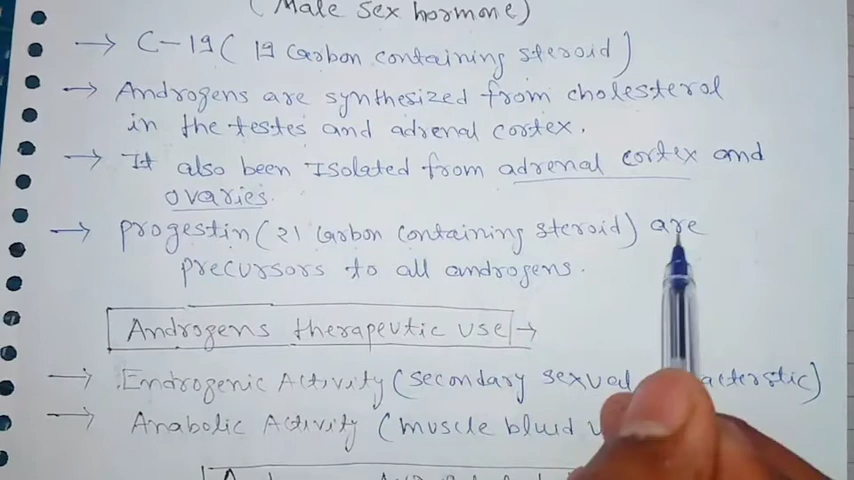 (Male sex hormone)
→ C-19 ( 19 Carbon containing steroid)
→ Androgens are synthesized from cholesterol
in the testes and adrenal cortex.
→ It also been Isolated from adrenal cortex and
ovaries.
→ progestin (21 Carbon containing steroid) are
precursors to all androgens.
Androgens therapeutic use →
→ Endrogenic Activity (secondary sexual
→ Anabolic Activity (muscle bluid